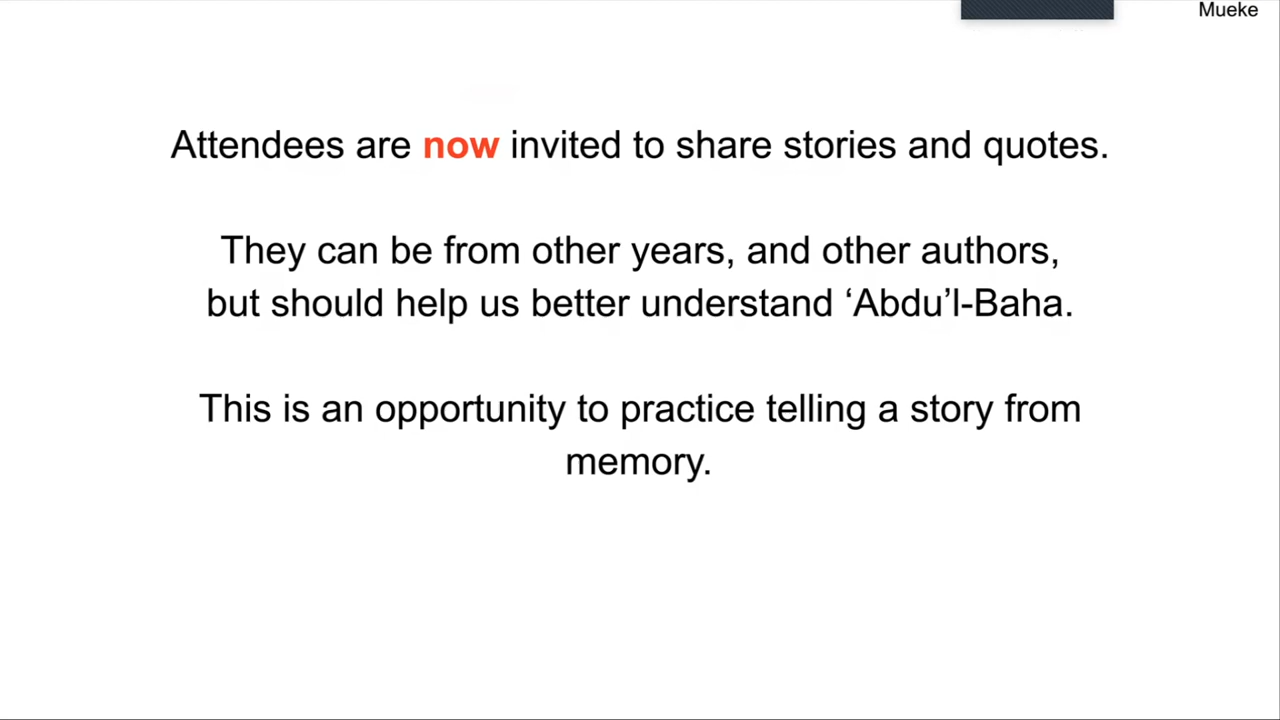 Mueke
Attendees are now invited to share stories and quotes.
They can be from other years, and other authors,
but should help us better understand ‘Abdu’l-Baha.
This is an opportunity to practice telling a story from
memory.